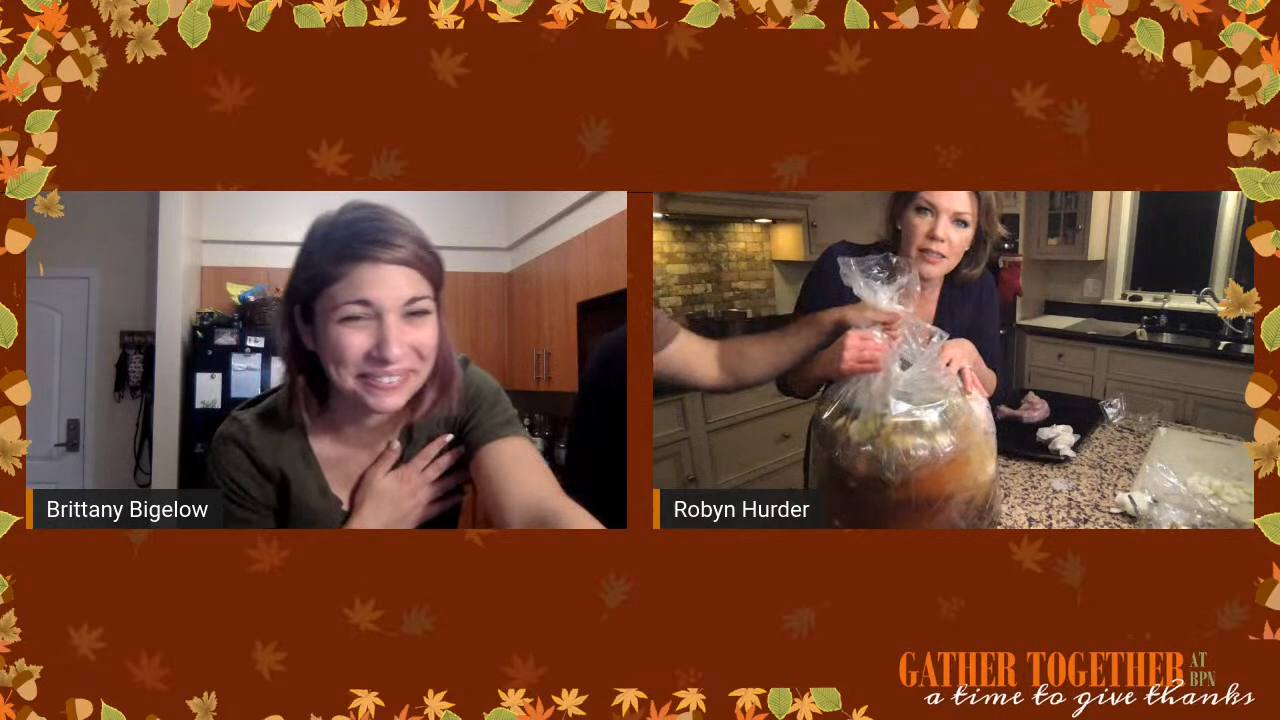 Brittany Bigelow
Robyn Hurder
GATHER TOGETHER AT BPN
a time to give thanks